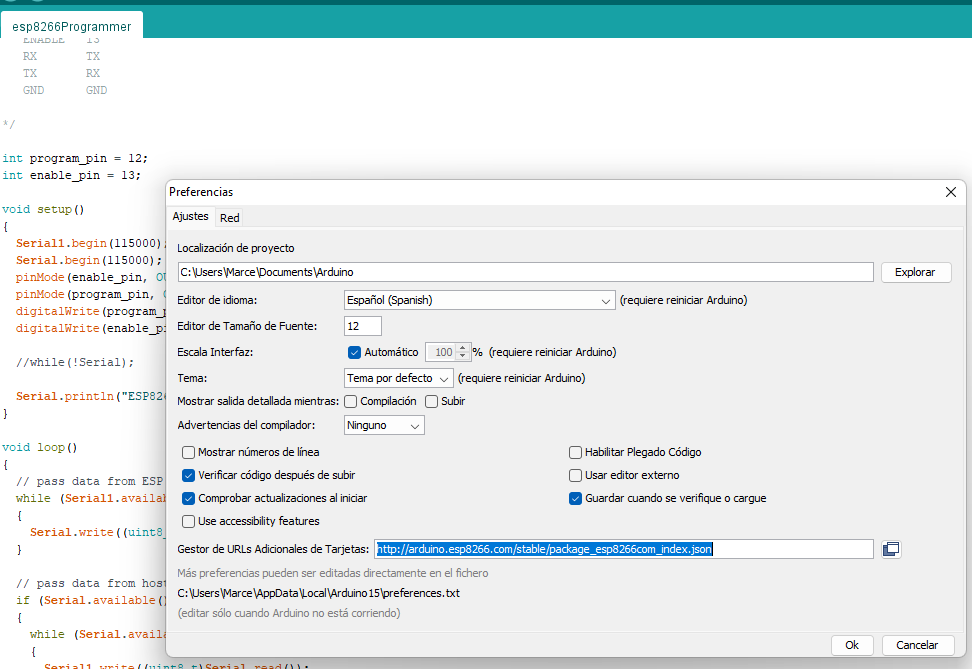 esp8266Programmer
ENABLE 13
RX TX
TX RX
GND GND
*/
int program_pin = 12;
int enable_pin = 13;
void setup()
{
Serial1.begin(115000);
Serial.begin(115000);
pinMode(enable_pin, OU
pinMode(program_pin,
digitalWrite(program_p
digitalWrite(enable_pi
//while(!Serial);
Serial.println("ESP826
}
void loop()
{
// pass data from ESP
while (Serial1.availab
{
Serial.write((uint8_
}
// pass data from host
if (Serial.available()
{
while (Serial.availa
{
Serial1.write((uint8_t)Serial.read());
Preferencias
Ajustes Red
Localización de proyecto
C:\Users\Marce\Documents\Arduino Explorar
Editor de idioma: Español (Spanish) (requiere reiniciar Arduino)
Editor de Tamaño de Fuente: 12
Escala Interfaz: Automático 100 % (requiere reiniciar Arduino)
Tema: Tema por defecto (requiere reiniciar Arduino)
Mostrar salida detallada mientras: Compilación Subir
Advertencias del compilador: Ninguno
Mostrar números de línea Habilitar Plegado Código
Verificar código después de subir Usar editor externo
Comprobar actualizaciones al iniciar Guardar cuando se verifique o cargue
Use accessibility features
Gestor de URLs Adicionales de Tarjetas: http://arduino.esp8266.com/stable/package_esp8266com_index.json
Más preferencias pueden ser editadas directamente en el fichero
C:\Users\Marce\AppData\Local\Arduino15\preferences.txt
(editar sólo cuando Arduino no está corriendo)
Ok Cancelar